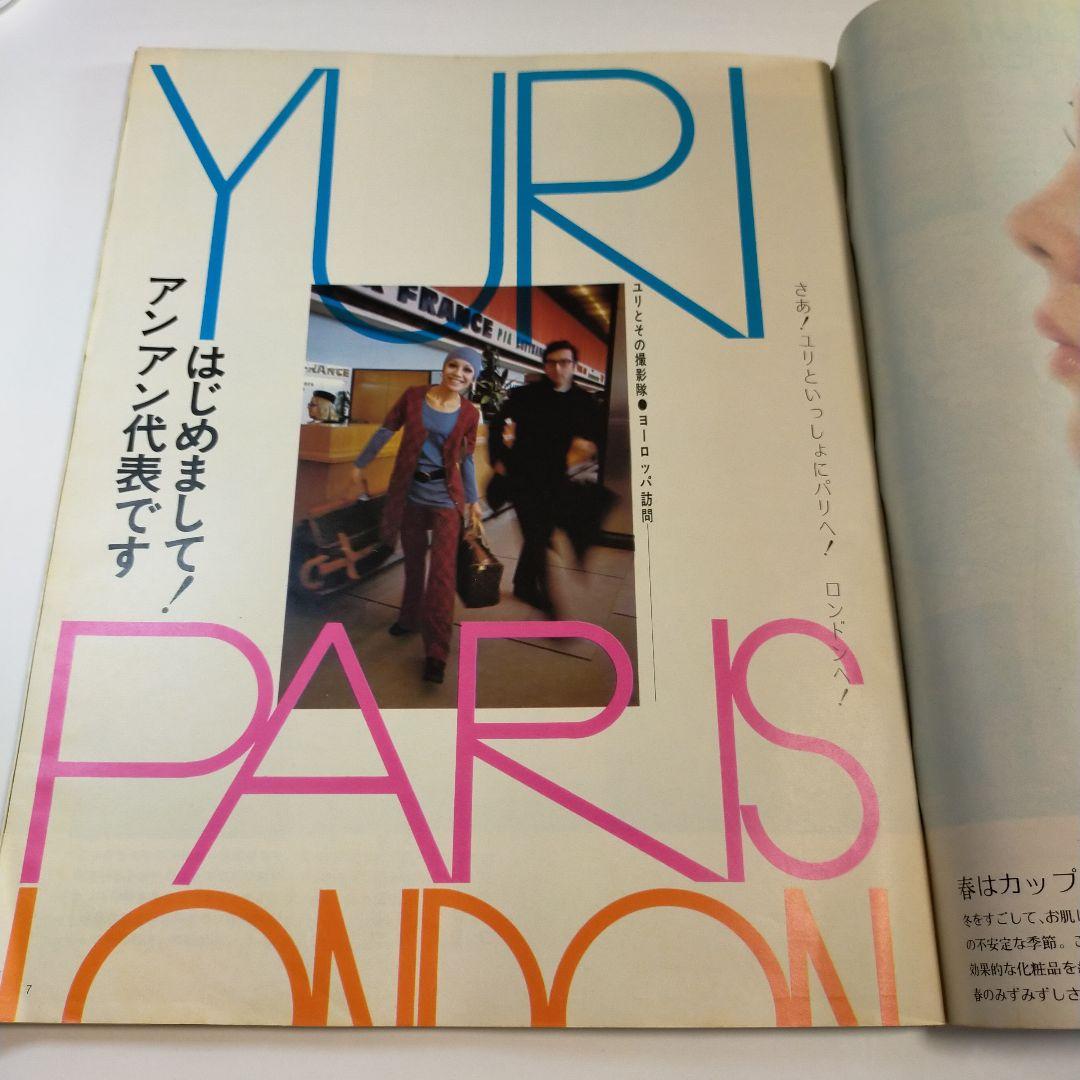 YURI
はじめまして!
アンアン代表です
A FRANCE
FRANCE
ユリとその撮影隊●ヨーロッパ訪問
さあ!ユリといっしょにパリへ! ロンドンへ!
PARIS
LONDON
7
春はカップ
冬をすごして、お肌
の不安定な季節。こ
効果的な化粧品を
春のみずみずしさ